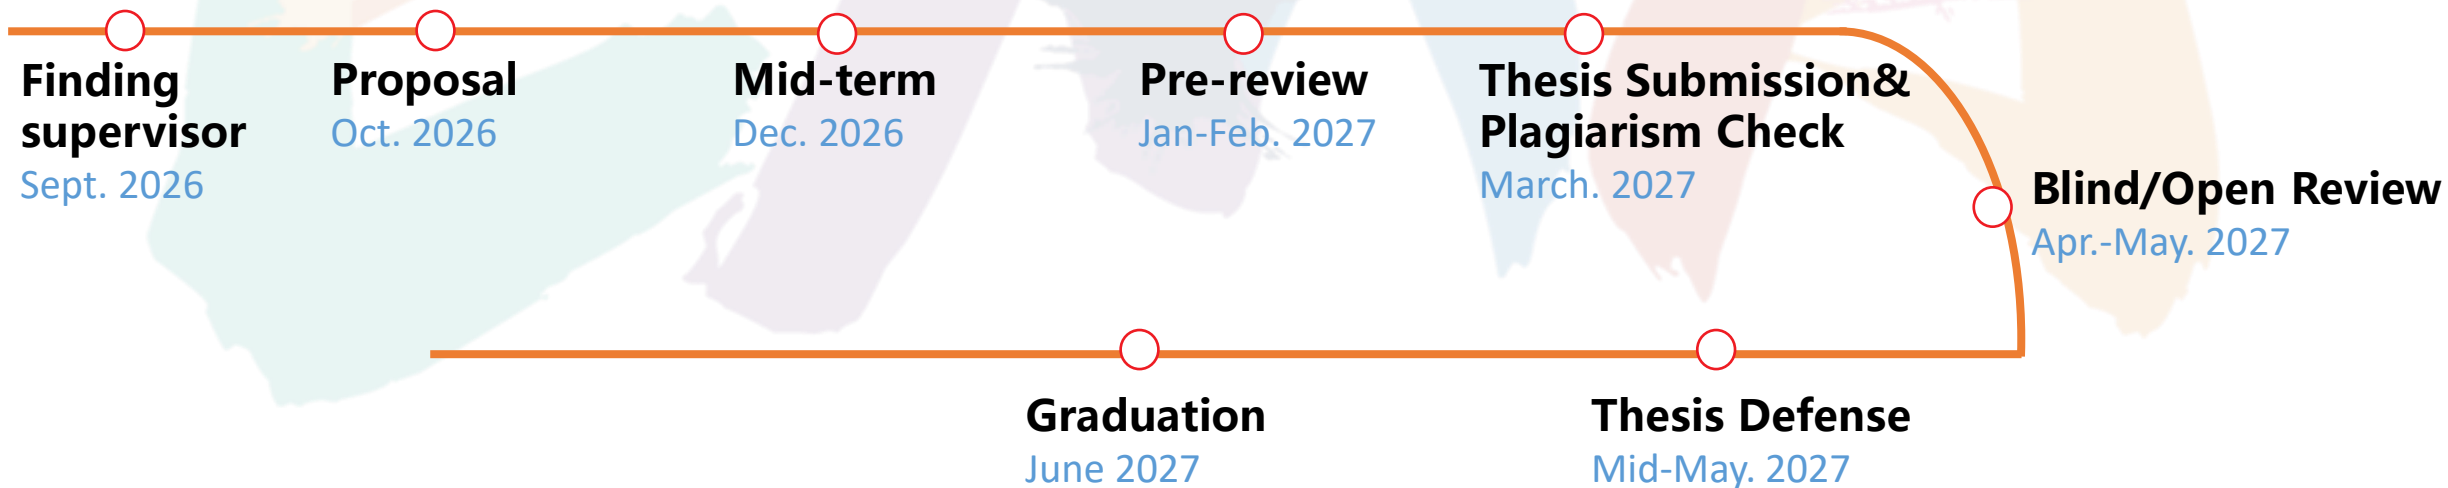 Finding
supervisor
Sept. 2026
Proposal
Oct. 2026
Mid-term
Dec. 2026
Pre-review
Jan-Feb. 2027
Thesis Submission&
Plagiarism Check
March. 2027
Blind/Open Review
Apr.-May. 2027
Thesis Defense
Mid-May. 2027
Graduation
June 2027